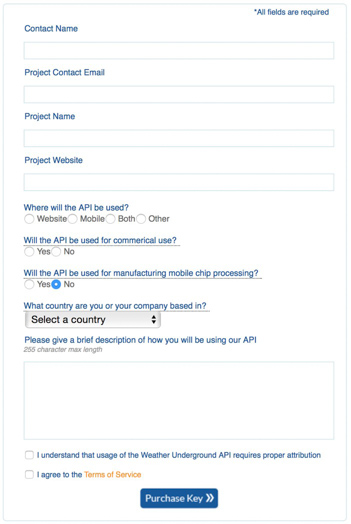 *All fields are required
Contact Name
Project Contact Email
Project Name
Project Website
Where will the API be used?
Website Mobile Both Other
Will the API be used for commerical use?
Yes No
Will the API be used for manufacturing mobile chip processing?
Yes No
What country are you or your company based in?
Select a country
Please give a brief description of how you will be using our API
255 character max length
I understand that usage of the Weather Underground API requires proper attribution
I agree to the Terms of Service
Purchase Key »